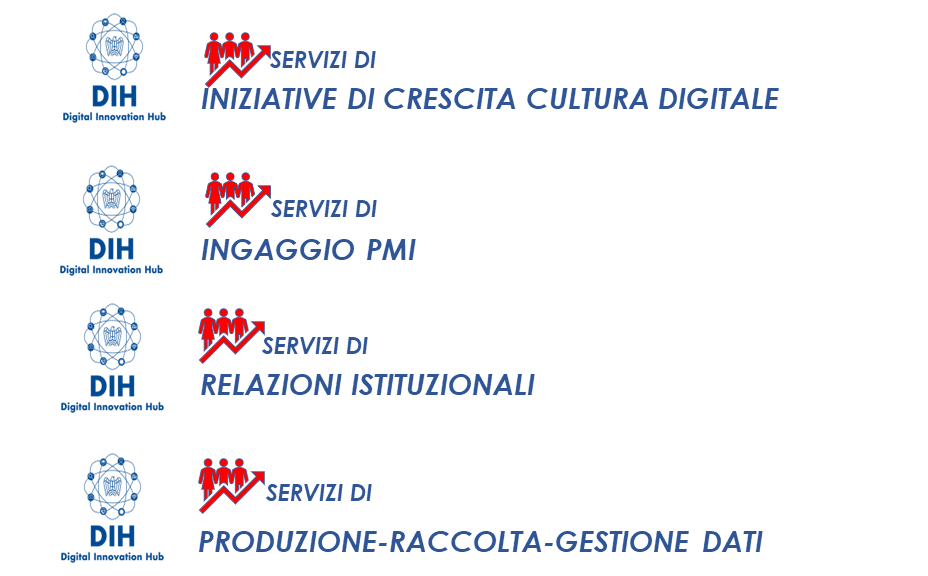 SERVIZI DI
INIZIATIVE DI CRESCITA CULTURA DIGITALE
DIH
Digital Innovation Hub
SERVIZI DI
INGAGGIO PMI
DIH
Digital Innovation Hub
SERVIZI DI
RELAZIONI ISTITUZIONALI
DIH
Digital Innovation Hub
SERVIZI DI
PRODUZIONE-RACCOLTA-GESTIONE DATI
DIH
Digital Innovation Hub